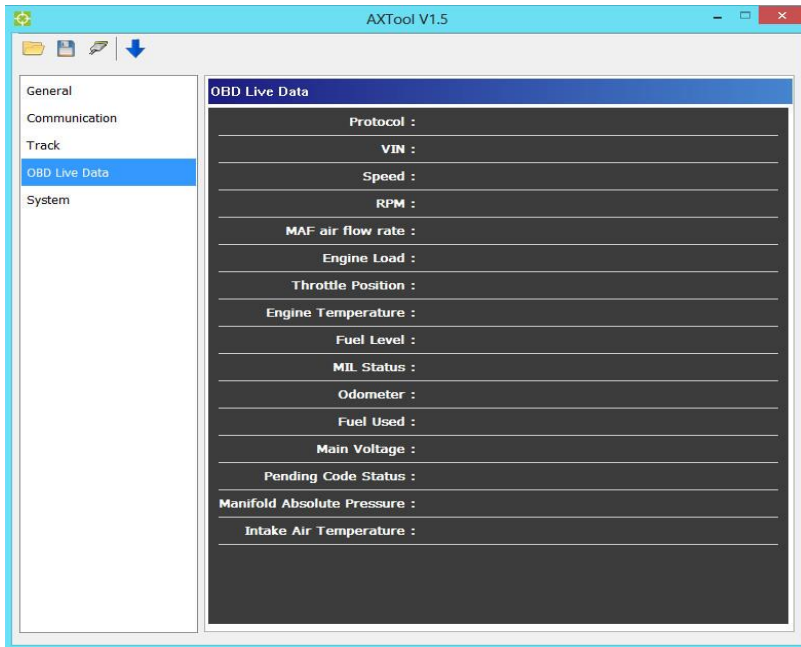 AXTool V1.5
General
Communication
Track
OBD Live Data
System
OBD Live Data
Protocol :
VIN :
Speed :
RPM :
MAF air flow rate :
Engine Load :
Throttle Position :
Engine Temperature :
Fuel Level :
MIL Status :
Odometer :
Fuel Used :
Main Voltage :
Pending Code Status :
Manifold Absolute Pressure :
Intake Air Temperature :